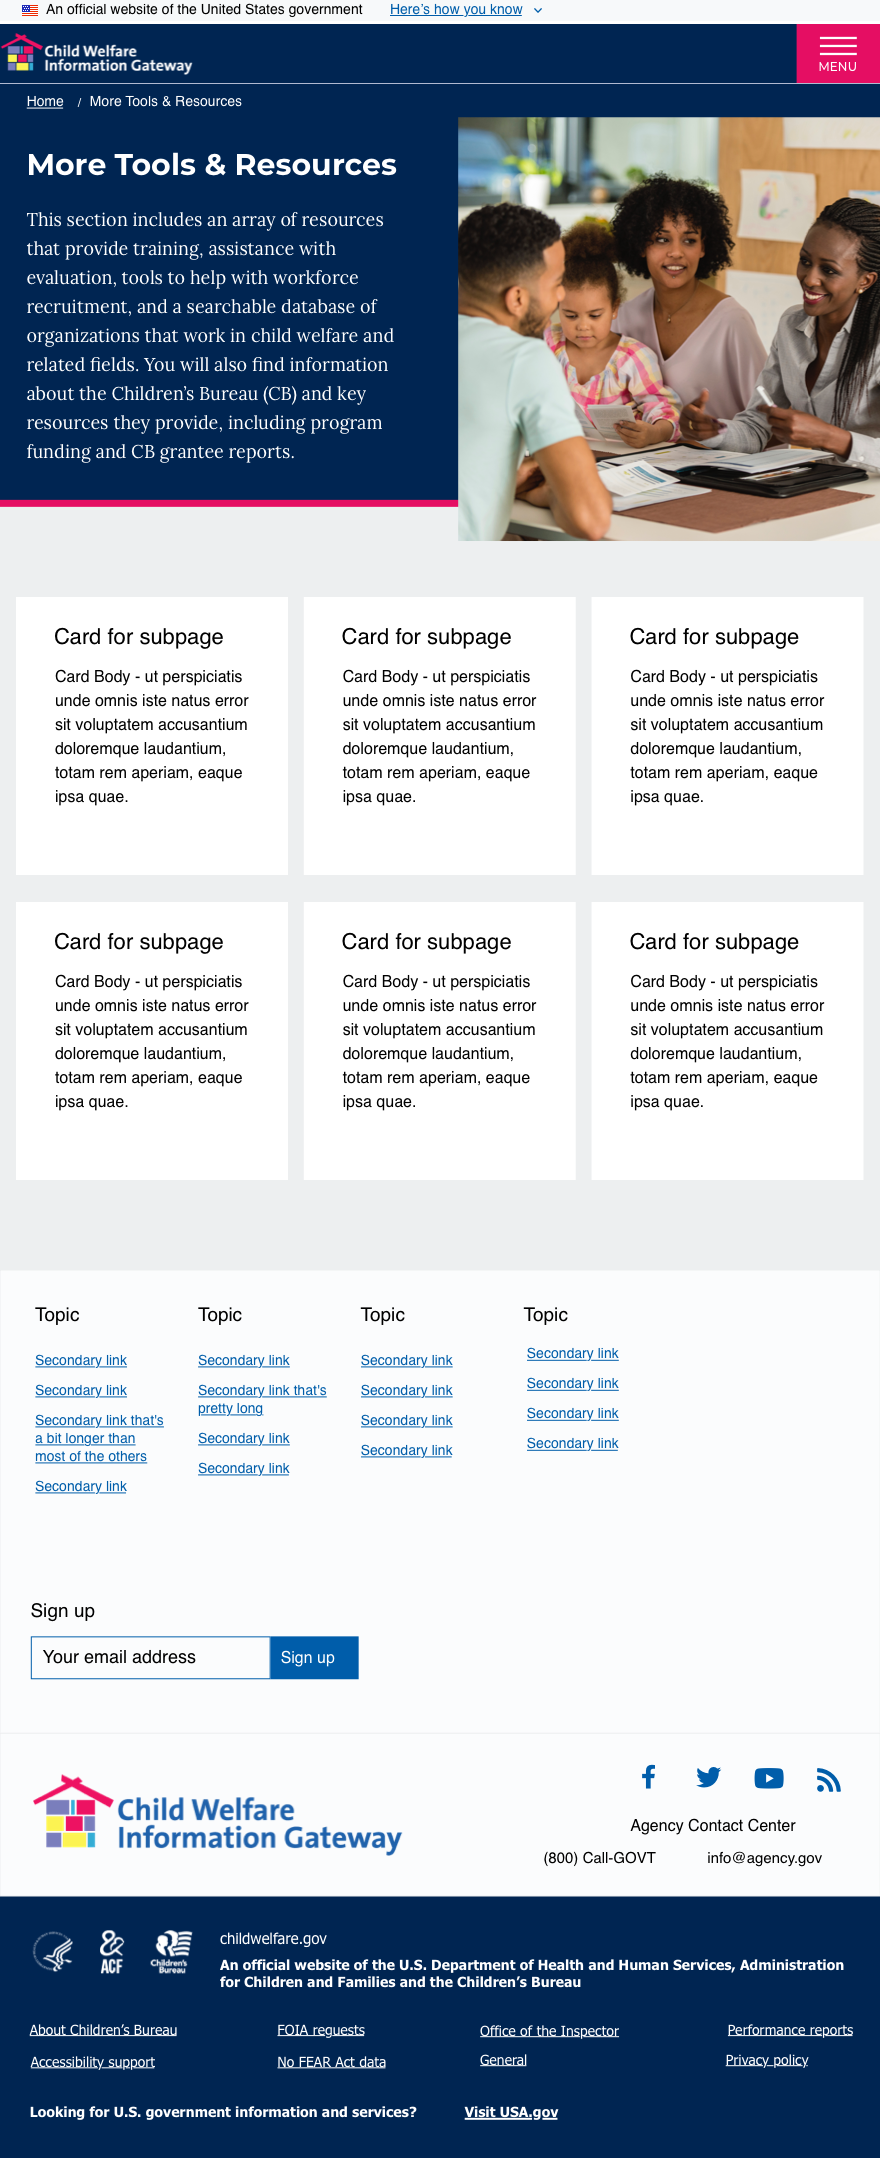 An official website of the United States government Here’s how you know
Child Welfare
Information Gateway
MENU
Home / More Tools & Resources
More Tools & Resources
This section includes an array of resources
that provide training, assistance with
evaluation, tools to help with workforce
recruitment, and a searchable database of
organizations that work in child welfare and
related fields. You will also find information
about the Children’s Bureau (CB) and key
resources they provide, including program
funding and CB grantee reports.
Card for subpage
Card Body - ut perspiciatis
unde omnis iste natus error
sit voluptatem accusantium
doloremque laudantium,
totam rem aperiam, eaque
ipsa quae.
Card for subpage
Card Body - ut perspiciatis
unde omnis iste natus error
sit voluptatem accusantium
doloremque laudantium,
totam rem aperiam, eaque
ipsa quae.
Card for subpage
Card Body - ut perspiciatis
unde omnis iste natus error
sit voluptatem accusantium
doloremque laudantium,
totam rem aperiam, eaque
ipsa quae.
Card for subpage
Card Body - ut perspiciatis
unde omnis iste natus error
sit voluptatem accusantium
doloremque laudantium,
totam rem aperiam, eaque
ipsa quae.
Card for subpage
Card Body - ut perspiciatis
unde omnis iste natus error
sit voluptatem accusantium
doloremque laudantium,
totam rem aperiam, eaque
ipsa quae.
Card for subpage
Card Body - ut perspiciatis
unde omnis iste natus error
sit voluptatem accusantium
doloremque laudantium,
totam rem aperiam, eaque
ipsa quae.
Topic
Secondary link
Secondary link
Secondary link that's
a bit longer than
most of the others
Secondary link
Topic
Secondary link
Secondary link that's
pretty long
Secondary link
Secondary link
Topic
Secondary link
Secondary link
Secondary link
Secondary link
Topic
Secondary link
Secondary link
Secondary link
Secondary link
Sign up
Your email address Sign up
Child Welfare
Information Gateway
Agency Contact Center
(800) Call-GOVT info@agency.gov
& ACF
Children's
Bureau
childwelfare.gov
An official website of the U.S. Department of Health and Human Services, Administration
for Children and Families and the Children’s Bureau
About Children’s Bureau
Accessibility support
FOIA requests
No FEAR Act data
Office of the Inspector
General
Performance reports
Privacy policy
Looking for U.S. government information and services? Visit USA.gov